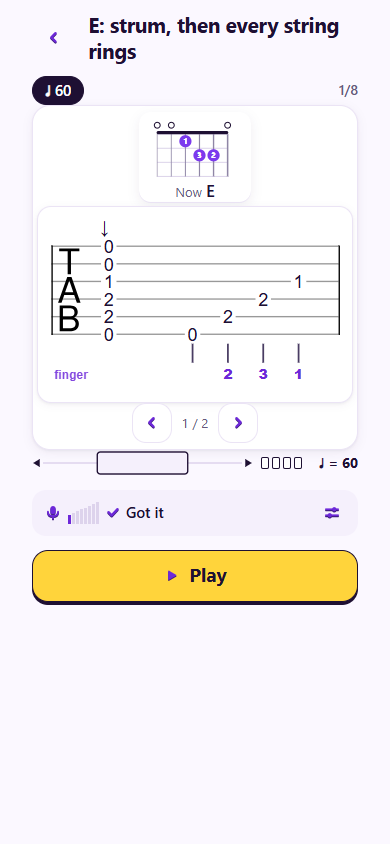 E: strum, then every string
rings
♩ 60
1/8
1
3 2
Now E
↓
T
A
B
0
0
1
2
2
0
0
2
2
1
finger 2 3 1
1 / 2
♩ = 60
Got it
Play